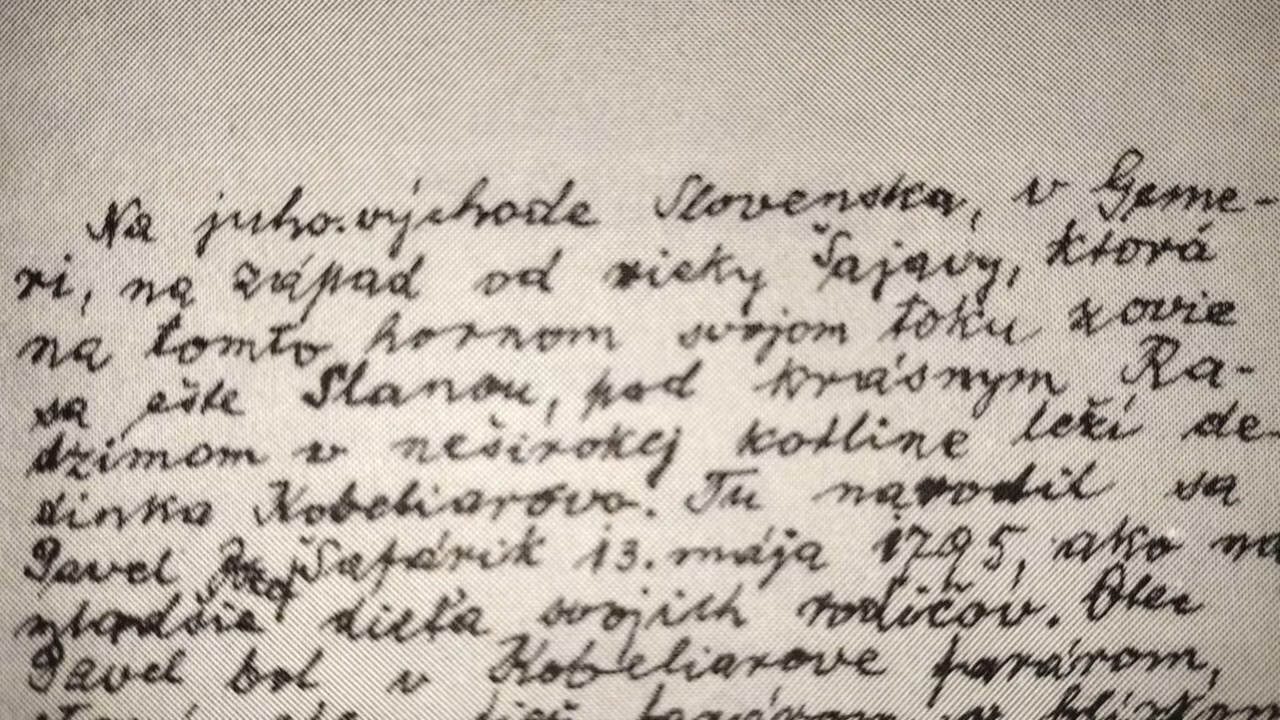 Na juho.východe Slovenska, v Geme-
ri, na západ od rieky Šajavy, ktorá
na tomto hornom svojom toku zovie
sa ešte Slanou, pod krásnym Ra-
dzimom v neširokej kotline leží de-
dinka Kobeliarovo. Tu narodil sa
Pavel Šafárik 13. mája 1795, ako na
mladšie dieťa svojich rodičov. Otec
Pavel bol v Kobeliarove farárom,
farárom v